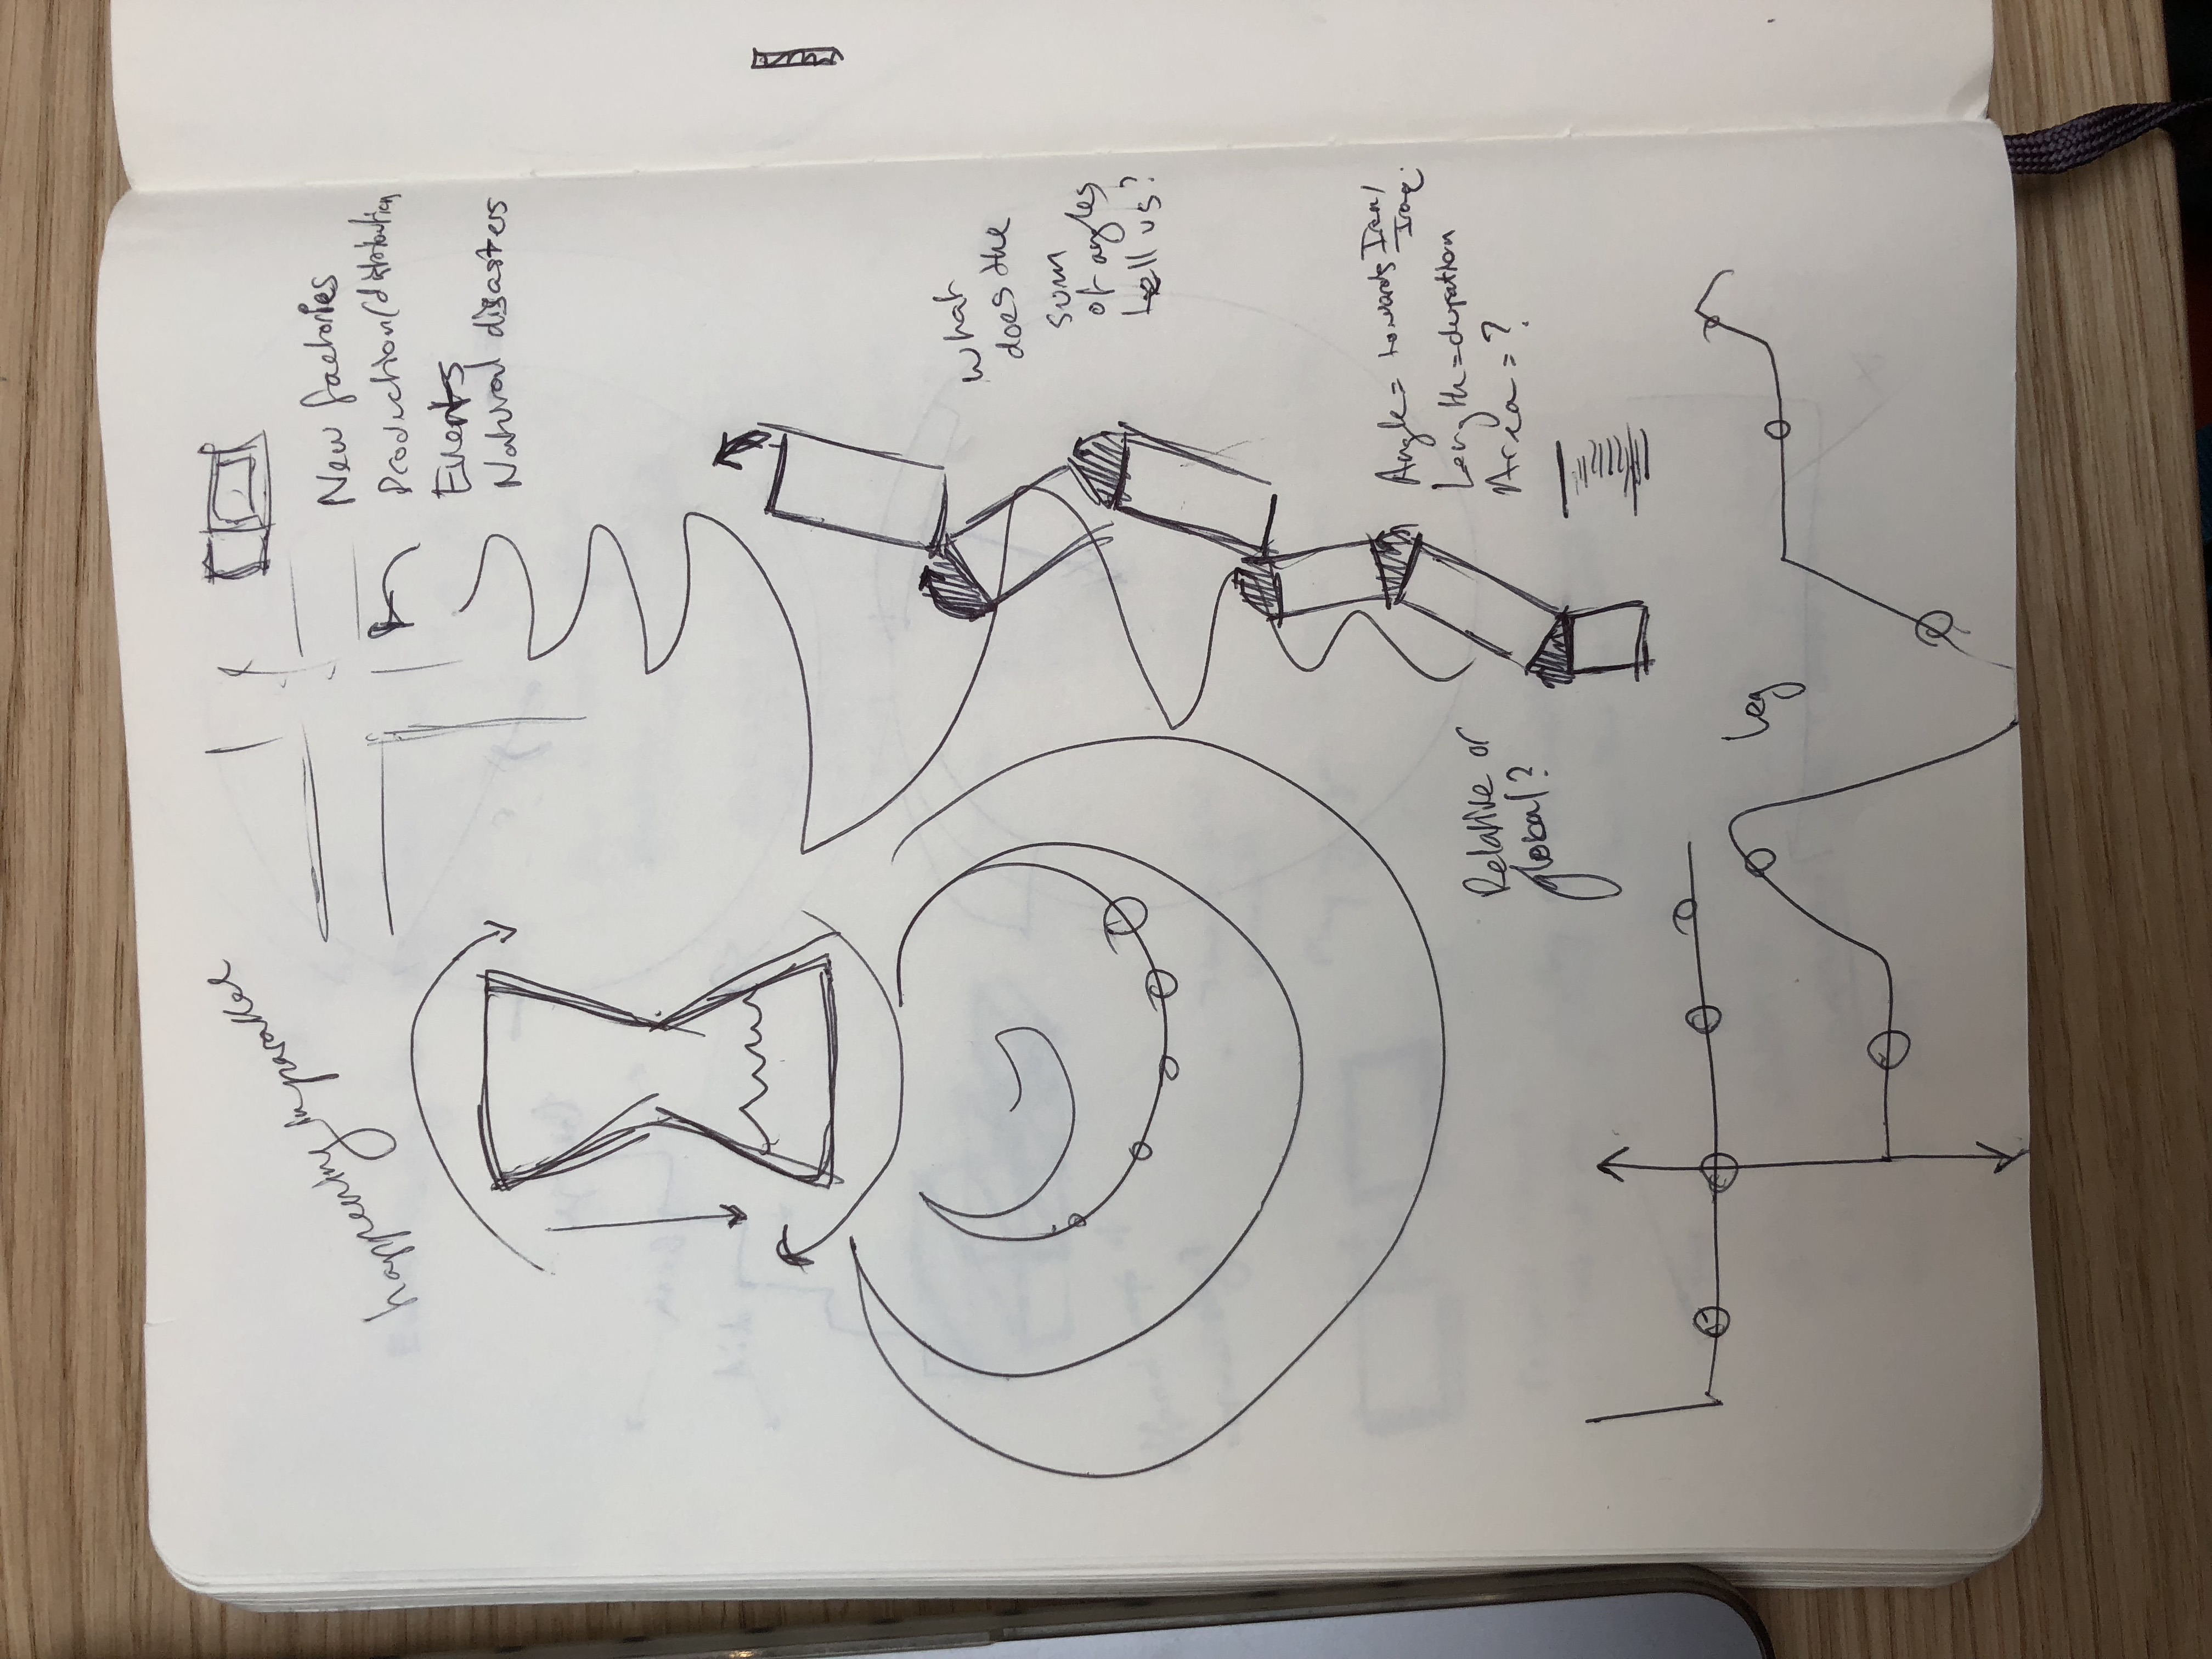 happening in parallel
New factories
Production/distribution
Events
Natural disasters
What
does the
sum
of angles
tell us?
Angle = towards Iran/
Iraq.
Length = duration
Area = ?
Relative or
global?
Leg